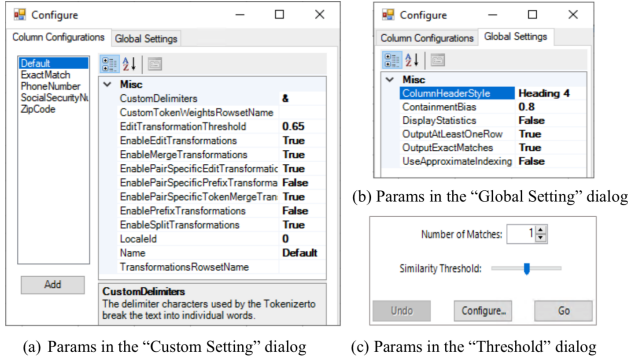 Configure
Column Configurations Global Settings
Default
ExactMatch
PhoneNumber
SocialSecurityNu
ZipCode
Add
Misc
CustomDelimiters &
CustomTokenWeightsRowsetName
EditTransformationThreshold 0.65
EnableEditTransformations True
EnableMergeTransformations True
EnablePairSpecificEditTransformatic True
EnablePairSpecificPrefixTransforma False
EnablePairSpecificTokenMergeTran True
EnablePrefixTransformations False
EnableSplitTransformations True
LocaleId 0
Name Default
TransformationsRowsetName
CustomDelimiters
The delimiter characters used by the Tokenizerto
break the text into individual words.
(a) Params in the “Custom Setting” dialog
Configure
Column Configurations Global Settings
Misc
ColumnHeaderStyle Heading 4
ContainmentBias 0.8
DisplayStatistics False
OutputAtLeastOneRow True
OutputExactMatches True
UseApproximateIndexing False
(b) Params in the “Global Setting” dialog
Number of Matches: 1
Similarity Threshold:
Undo Configure... Go
(c) Params in the “Threshold” dialog